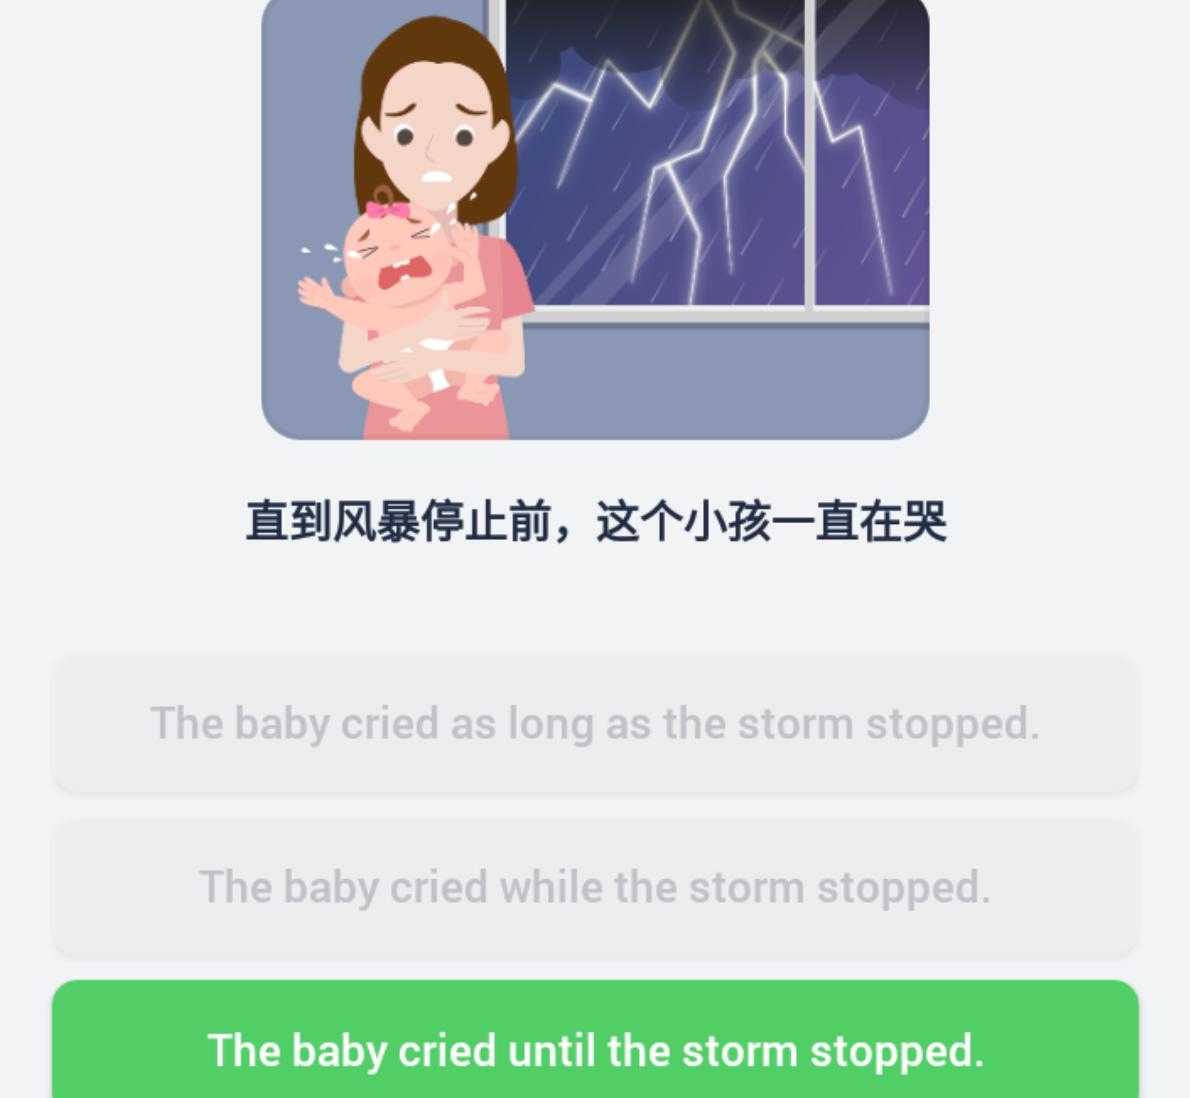 直到风暴停止前，这个小孩一直在哭
The baby cried as long as the storm stopped.
The baby cried while the storm stopped.
The baby cried until the storm stopped.